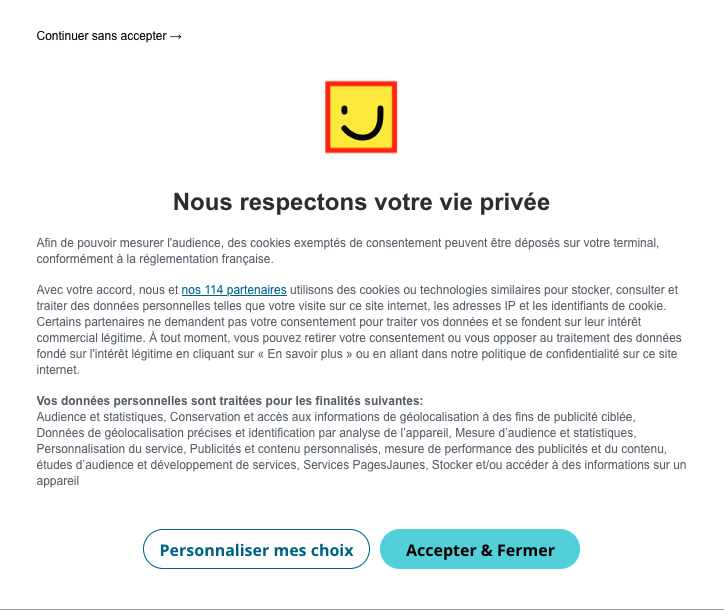 Continuer sans accepter →
Nous respectons votre vie privée
Afin de pouvoir mesurer l'audience, des cookies exemptés de consentement peuvent être déposés sur votre terminal,
conformément à la réglementation française.
Avec votre accord, nous et nos 114 partenaires utilisons des cookies ou technologies similaires pour stocker, consulter et
traiter des données personnelles telles que votre visite sur ce site internet, les adresses IP et les identifiants de cookie.
Certains partenaires ne demandent pas votre consentement pour traiter vos données et se fondent sur leur intérêt
commercial légitime. À tout moment, vous pouvez retirer votre consentement ou vous opposer au traitement des données
fondé sur l'intérêt légitime en cliquant sur « En savoir plus » ou en allant dans notre politique de confidentialité sur ce site
internet.
Vos données personnelles sont traitées pour les finalités suivantes:
Audience et statistiques, Conservation et accès aux informations de géolocalisation à des fins de publicité ciblée,
Données de géolocalisation précises et identification par analyse de l’appareil, Mesure d’audience et statistiques,
Personnalisation du service, Publicités et contenu personnalisés, mesure de performance des publicités et du contenu,
études d’audience et développement de services, Services PagesJaunes, Stocker et/ou accéder à des informations sur un
appareil
Personnaliser mes choix
Accepter & Fermer